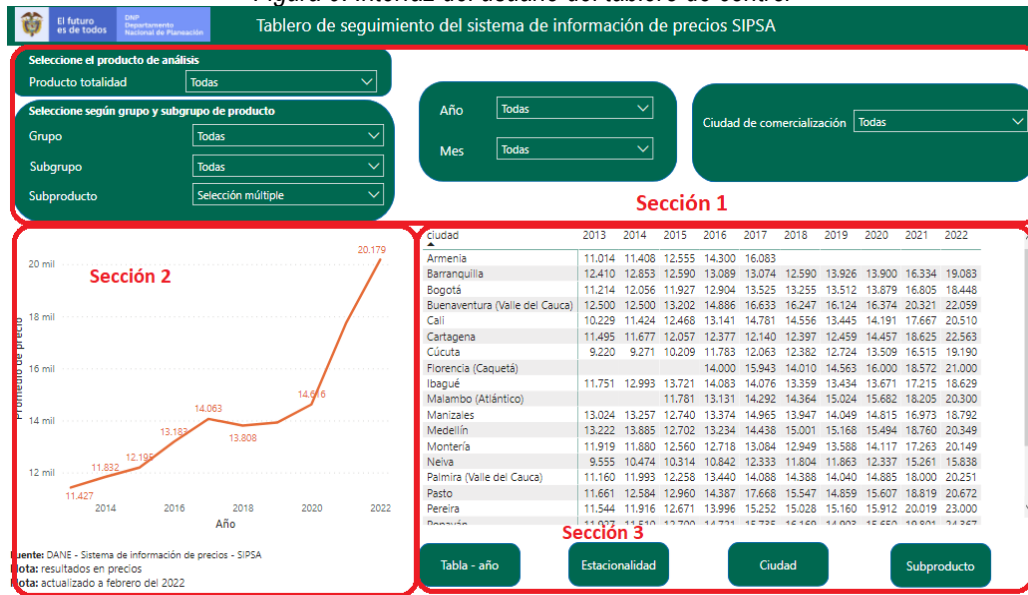 Figura 6. Interfaz del usuario del tablero de control
El futuro
es de todos
DNP
Departamento
Nacional de Planeación
Tablero de seguimiento del sistema de información de precios SIPSA
Seleccione el producto de análisis
Producto totalidad Todas
Seleccione según grupo y subgrupo de producto
Grupo Todas
Subgrupo Todas
Subproducto Selección múltiple
Año Todas
Mes Todas
Ciudad de comercialización Todas
Sección 1
Sección 2
20 mil
18 mil
16 mil
14 mil
12 mil
Promedio de precio
11.427
11.832
12.195
13.183
14.063
13.808
14.616
20.179
2014 2016 2018 2020 2022
Año
Fuente: DANE - Sistema de información de precios - SIPSA
Nota: resultados en precios
Nota: actualizado a febrero del 2022
ciudad 2013 2014 2015 2016 2017 2018 2019 2020 2021 2022
Armenia 11.014 11.408 12.555 14.300 16.083
Barranquilla 12.410 12.853 12.590 13.089 13.074 12.590 13.926 13.900 16.334 19.083
Bogotá 11.214 12.056 11.927 12.904 13.525 13.255 13.512 13.879 16.805 18.448
Buenaventura (Valle del Cauca) 12.500 12.500 13.202 14.886 16.633 16.247 16.124 16.374 20.321 22.059
Cali 10.229 11.424 12.468 13.141 14.781 14.556 13.445 14.191 17.667 20.510
Cartagena 11.495 11.677 12.057 12.377 12.140 12.397 12.459 14.457 18.625 22.563
Cúcuta 9.220 9.271 10.209 11.783 12.063 12.382 12.724 13.509 16.515 19.190
Florencia (Caquetá) 14.000 15.943 14.010 14.563 16.000 18.572 21.000
Ibagué 11.751 12.993 13.721 14.083 14.076 13.359 13.434 13.671 17.215 18.629
Malambo (Atlántico) 11.781 13.131 14.292 14.364 15.024 15.682 18.205 20.300
Manizales 13.024 13.257 12.740 13.374 14.965 13.947 14.049 14.815 16.973 18.792
Medellín 13.222 13.885 12.702 13.234 14.438 15.001 15.168 15.494 18.760 20.349
Montería 11.919 11.880 12.560 12.718 13.084 12.949 13.588 14.117 17.263 20.149
Neiva 9.555 10.474 10.314 10.842 12.333 11.804 11.863 12.337 15.261 15.838
Palmira (Valle del Cauca) 11.160 11.993 12.258 13.440 14.088 14.388 14.040 14.885 18.000 20.251
Pasto 11.661 12.584 12.960 14.387 17.668 15.547 14.859 15.607 18.819 20.672
Pereira 11.544 11.916 12.671 13.996 15.252 15.028 15.160 15.912 20.019 23.000
Popayán
Sección 3
Tabla - año
Estacionalidad
Ciudad
Subproducto